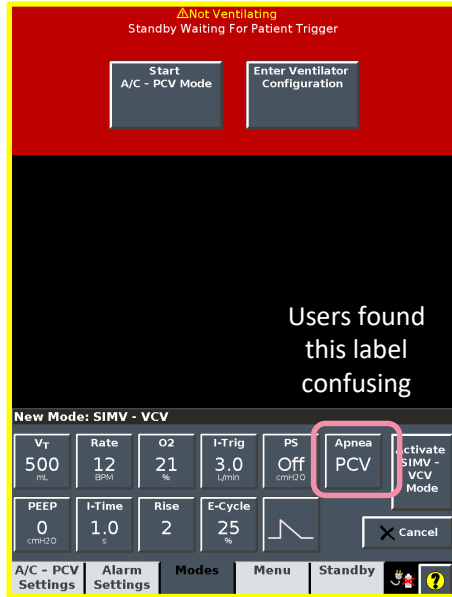 ⚠Not Ventilating
Standby Waiting For Patient Trigger
Start
A/C - PCV Mode
Enter Ventilator
Configuration
Users found
this label
confusing
New Mode: SIMV - VCV
VT
500
mL
Rate
12
BPM
O2
21
%
I-Trig
3.0
L/min
PS
Off
cmH2O
Apnea
PCV
Activate
SIMV -
VCV
Mode
PEEP
0
cmH2O
I-Time
1.0
s
Rise
2
E-Cycle
25
%
X Cancel
A/C - PCV
Settings
Alarm
Settings
Modes
Menu
Standby
?